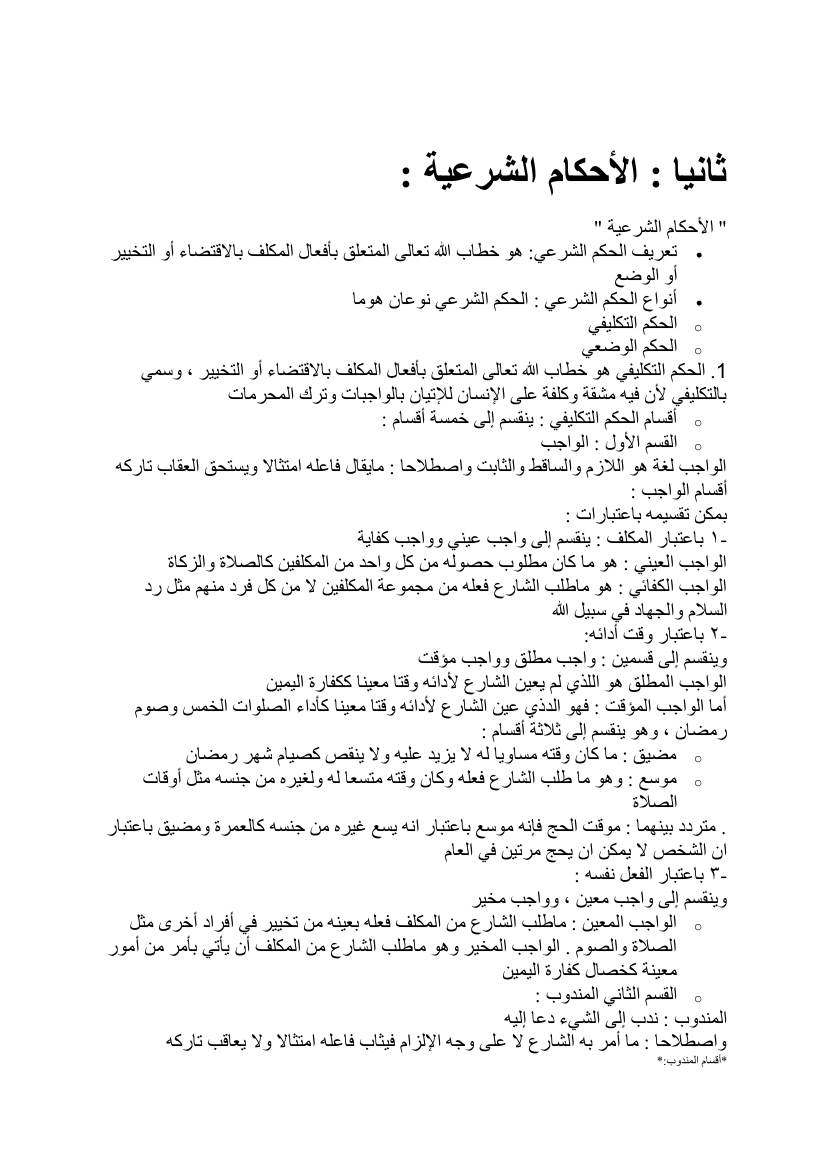 ثانيا : الأحكام الشرعية :
" الأحكام الشرعية "
• تعريف الحكم الشرعي: هو خطاب الله تعالى المتعلق بأفعال المكلف بالاقتضاء أو التخيير
أو الوضع
• أنواع الحكم الشرعي : الحكم الشرعي نوعان هوما
○ الحكم التكليفي
○ الحكم الوضعي
1. الحكم التكليفي هو خطاب الله تعالى المتعلق بأفعال المكلف بالاقتضاء أو التخيير ، وسمي
بالتكليفي لأن فيه مشقة وكلفة على الإنسان للإتيان بالواجبات وترك المحرمات
○ أقسام الحكم التكليفي : ينقسم إلى خمسة أقسام :
○ القسم الأول : الواجب
الواجب لغة هو اللازم والساقط والثابت واصطلاحا : مايقال فاعله امتثالا ويستحق العقاب تاركه
أقسام الواجب :
بمكن تقسيمه باعتبارات :
-١ باعتبار المكلف : ينقسم إلى واجب عيني وواجب كفاية
الواجب العيني : هو ما كان مطلوب حصوله من كل واحد من المكلفين كالصلاة والزكاة
الواجب الكفائي : هو ماطلب الشارع فعله من مجموعة المكلفين لا من كل فرد منهم مثل رد
السلام والجهاد في سبيل الله
-٢ باعتبار وقت أدائه:
وينقسم إلى قسمين : واجب مطلق وواجب مؤقت
الواجب المطلق هو اللذي لم يعين الشارع لأدائه وقتا معينا ككفارة اليمين
أما الواجب المؤقت : فهو الدذي عين الشارع لأدائه وقتا معينا كأداء الصلوات الخمس وصوم
رمضان ، وهو ينقسم إلى ثلاثة أقسام :
○ مضيق : ما كان وقته مساويا له لا يزيد عليه ولا ينقص كصيام شهر رمضان
○ موسع : وهو ما طلب الشارع فعله وكان وقته متسعا له ولغيره من جنسه مثل أوقات
الصلاة
. متردد بينهما : موقت الحج فإنه موسع باعتبار انه يسع غيره من جنسه كالعمرة ومضيق باعتبار
ان الشخص لا يمكن ان يحج مرتين في العام
-٣ باعتبار الفعل نفسه :
وينقسم إلى واجب معين ، وواجب مخير
○ الواجب المعين : ماطلب الشارع من المكلف فعله بعينه من تخيير في أفراد أخرى مثل
الصلاة والصوم . الواجب المخير وهو ماطلب الشارع من المكلف أن يأتي بأمر من أمور
معينة كخصال كفارة اليمين
○ القسم الثاني المندوب :
المندوب : ندب إلى الشيء دعا إليه
واصطلاحا : ما أمر به الشارع لا على وجه الإلزام فيثاب فاعله امتثالا ولا يعاقب تاركه
*أقسام المندوب:*